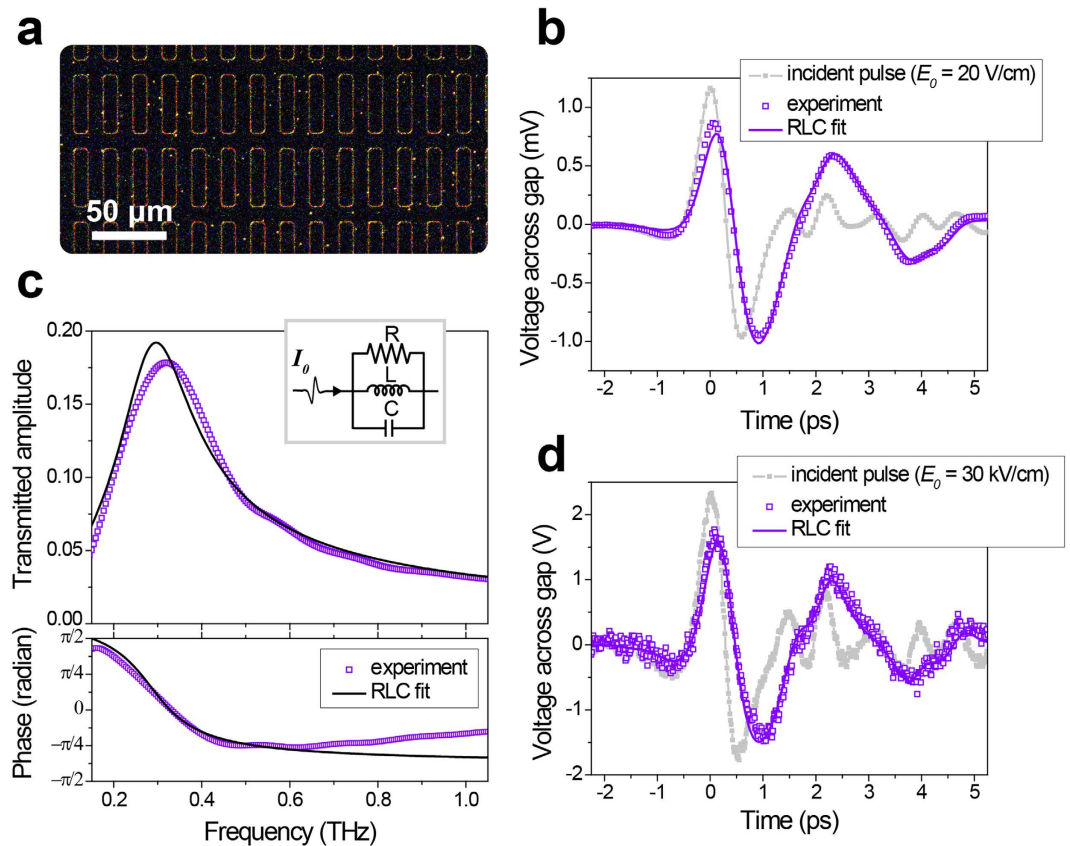 a
50 μm
b
incident pulse (E0 = 20 V/cm)
experiment
RLC fit
Voltage across gap (mV)
1.0
0.5
0.0
-0.5
-1.0
-2 -1 0 1 2 3 4 5
Time (ps)
c
Transmitted amplitude
0.20
0.15
0.10
0.05
0.00
I0
R
L
C
Phase (radian)
π/2
π/4
0
−π/4
−π/2
experiment
RLC fit
0.2 0.4 0.6 0.8 1.0
Frequency (THz)
d
incident pulse (E0 = 30 kV/cm)
experiment
RLC fit
Voltage across gap (V)
2
1
0
-1
-2
-2 -1 0 1 2 3 4 5
Time (ps)